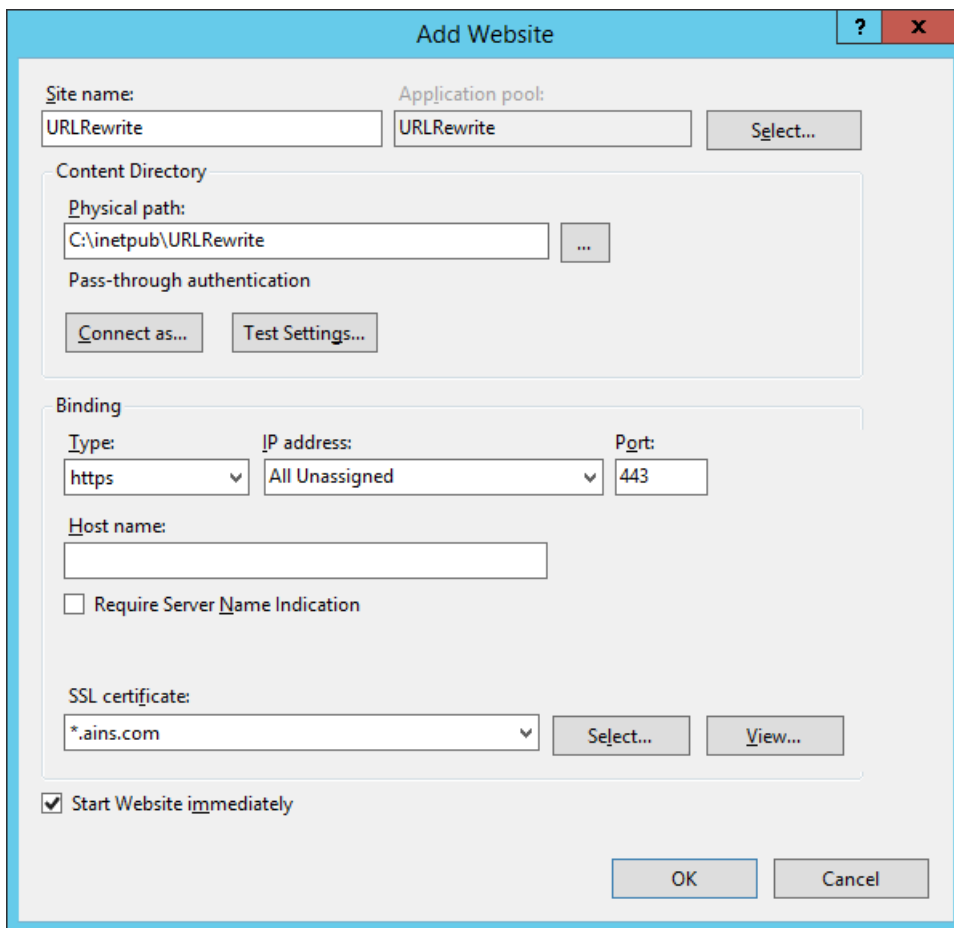 Add Website
? x
Site name: Application pool:
URLRewrite URLRewrite Select...
Content Directory
Physical path:
C:\inetpub\URLRewrite ...
Pass-through authentication
Connect as... Test Settings...
Binding
Type: IP address: Port:
https All Unassigned 443
Host name:
Require Server Name Indication
SSL certificate:
*.ains.com Select... View...
Start Website immediately
OK Cancel